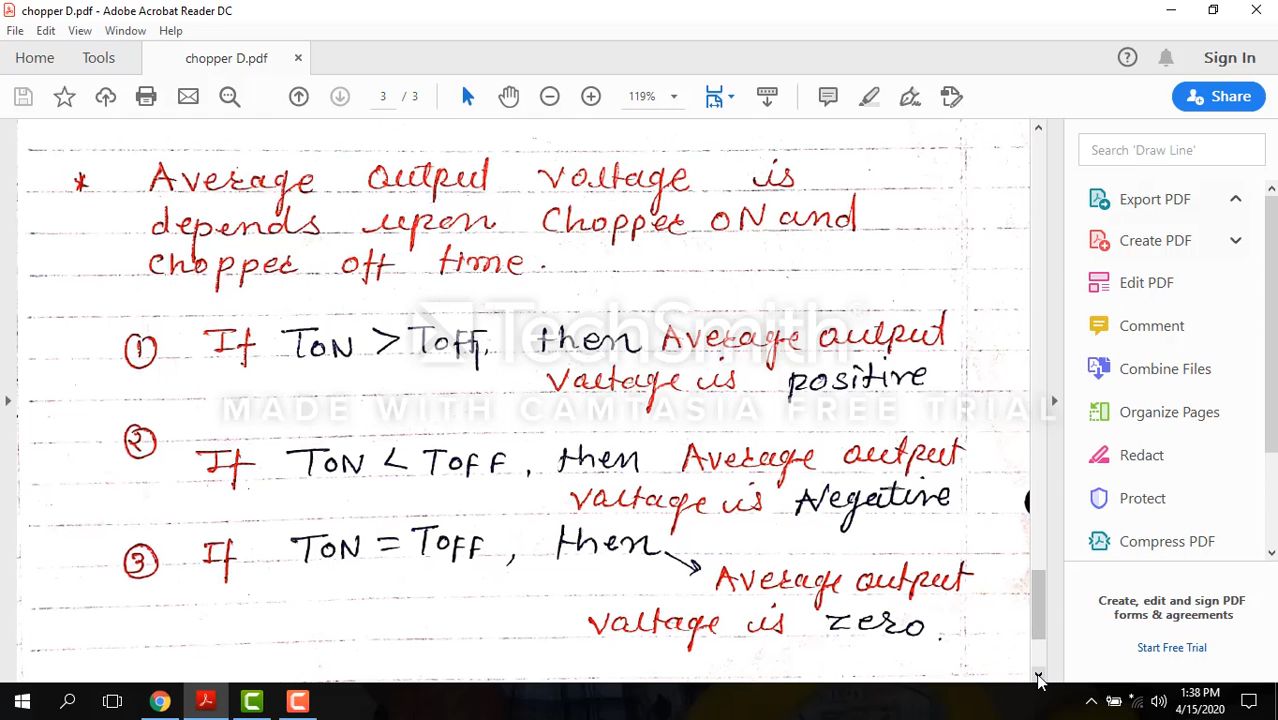 chopper D.pdf - Adobe Acrobat Reader DC
File Edit View Window Help
Home Tools chopper D.pdf × Sign In
3 / 3 119% Share
Search 'Draw Line'
Export PDF
Create PDF
Edit PDF
Comment
Combine Files
Organize Pages
Redact
Protect
Compress PDF
Create, edit and sign PDF
forms & agreements
Start Free Trial
* Average output voltage is
depends upon Chopper ON and
chopper off time.
① If TON > Toff, then Average output
voltage is positive
② If TON < TOFF, then Average output
voltage is Negative
③ If TON = TOFF, then
Average output
voltage is zero.
TechSmith
MADE WITH CAMTASIA FREE TRIAL
1:38 PM
4/15/2020